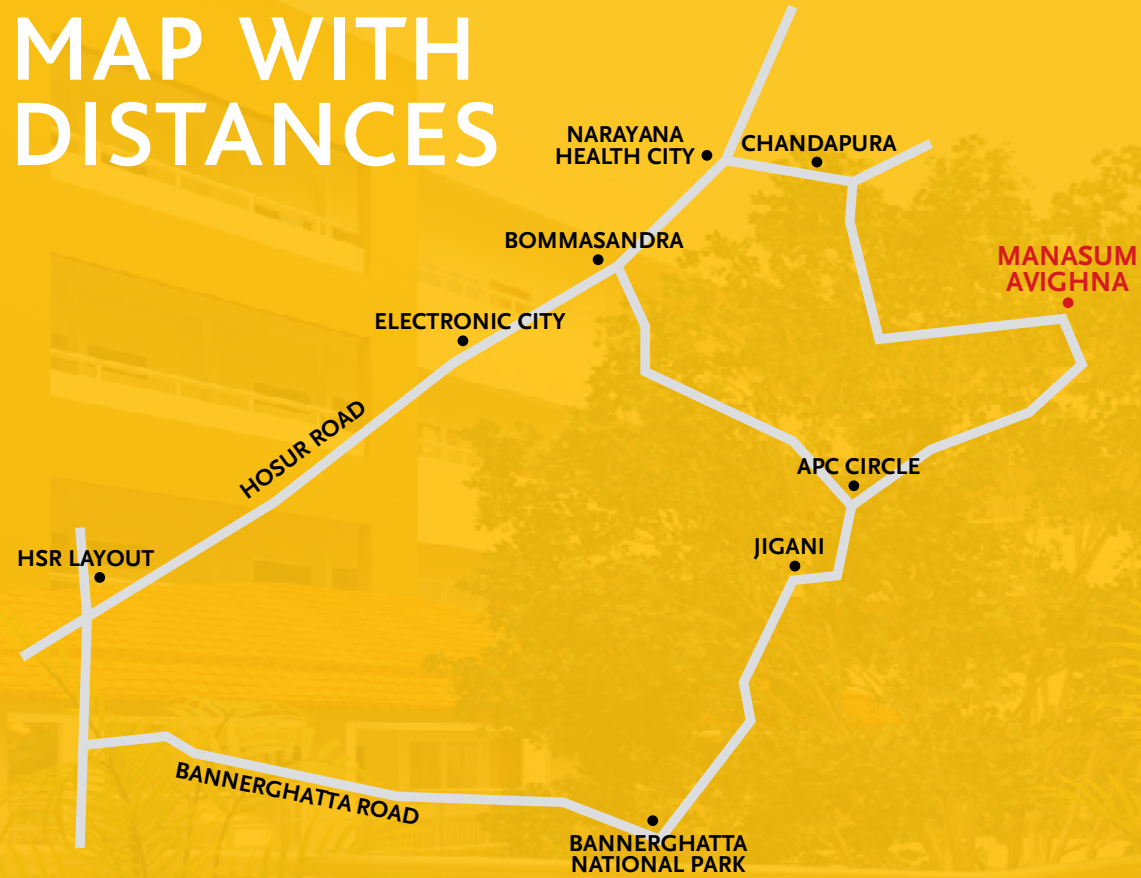 MAP WITH
DISTANCES
NARAYANA
HEALTH CITY
CHANDAPURA
BOMMASANDRA
MANASUM
AVIGHNA
ELECTRONIC CITY
HOSUR ROAD
APC CIRCLE
HSR LAYOUT
JIGANI
BANNERGHATTA ROAD
BANNERGHATTA
NATIONAL PARK